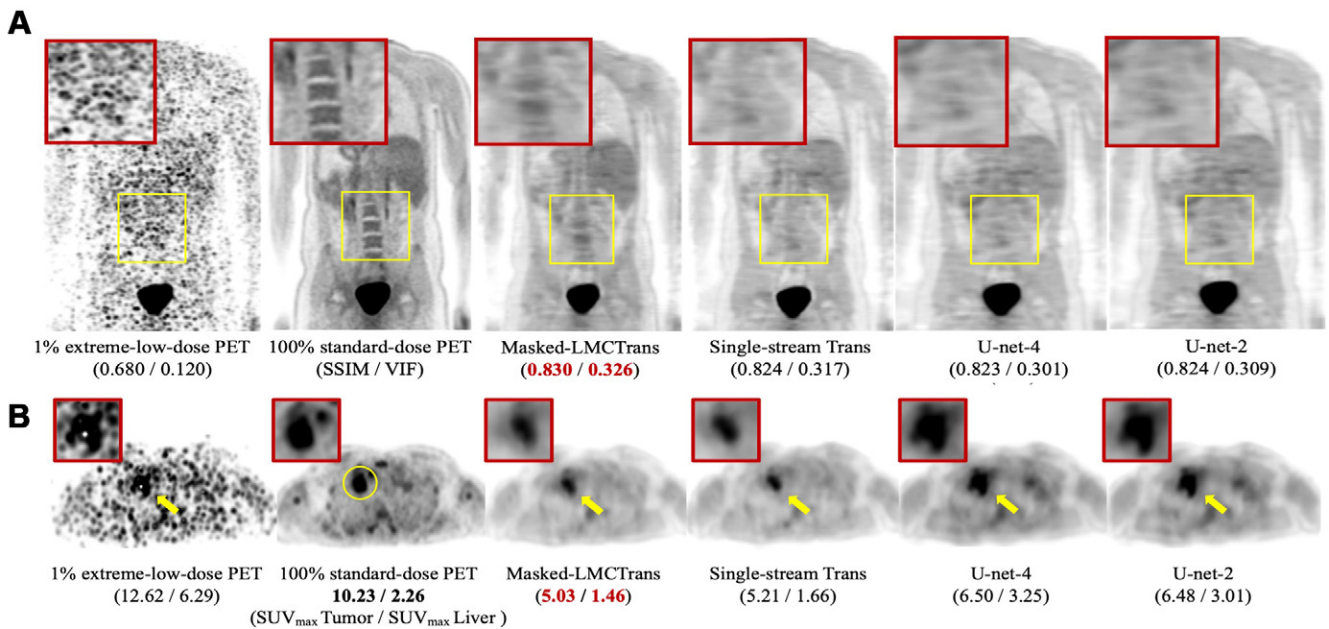 A
1% extreme-low-dose PET
(0.680 / 0.120)
100% standard-dose PET
(SSIM / VIF)
Masked-LMCTrans
(0.830 / 0.326)
Single-stream Trans
(0.824 / 0.317)
U-net-4
(0.823 / 0.301)
U-net-2
(0.824 / 0.309)
B
1% extreme-low-dose PET
(12.62 / 6.29)
100% standard-dose PET
10.23 / 2.26
(SUVmax Tumor / SUVmax Liver )
Masked-LMCTrans
(5.03 / 1.46)
Single-stream Trans
(5.21 / 1.66)
U-net-4
(6.50 / 3.25)
U-net-2
(6.48 / 3.01)